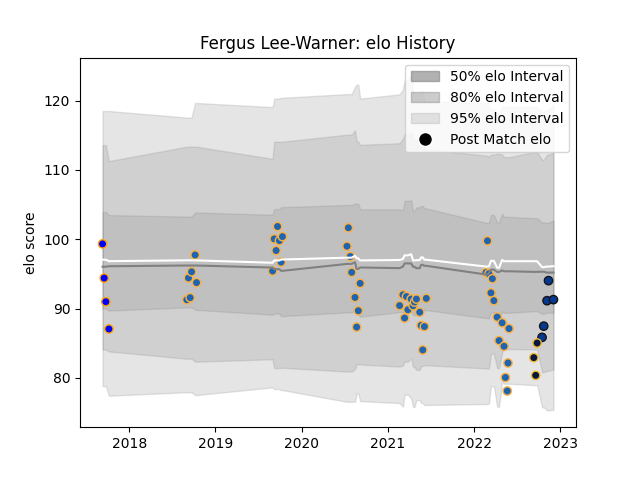 Fergus Lee-Warner: elo History
50% elo Interval
80% elo Interval
95% elo Interval
Post Match elo
elo score
120
110
100
90
80
2018 2019 2020 2021 2022 2023